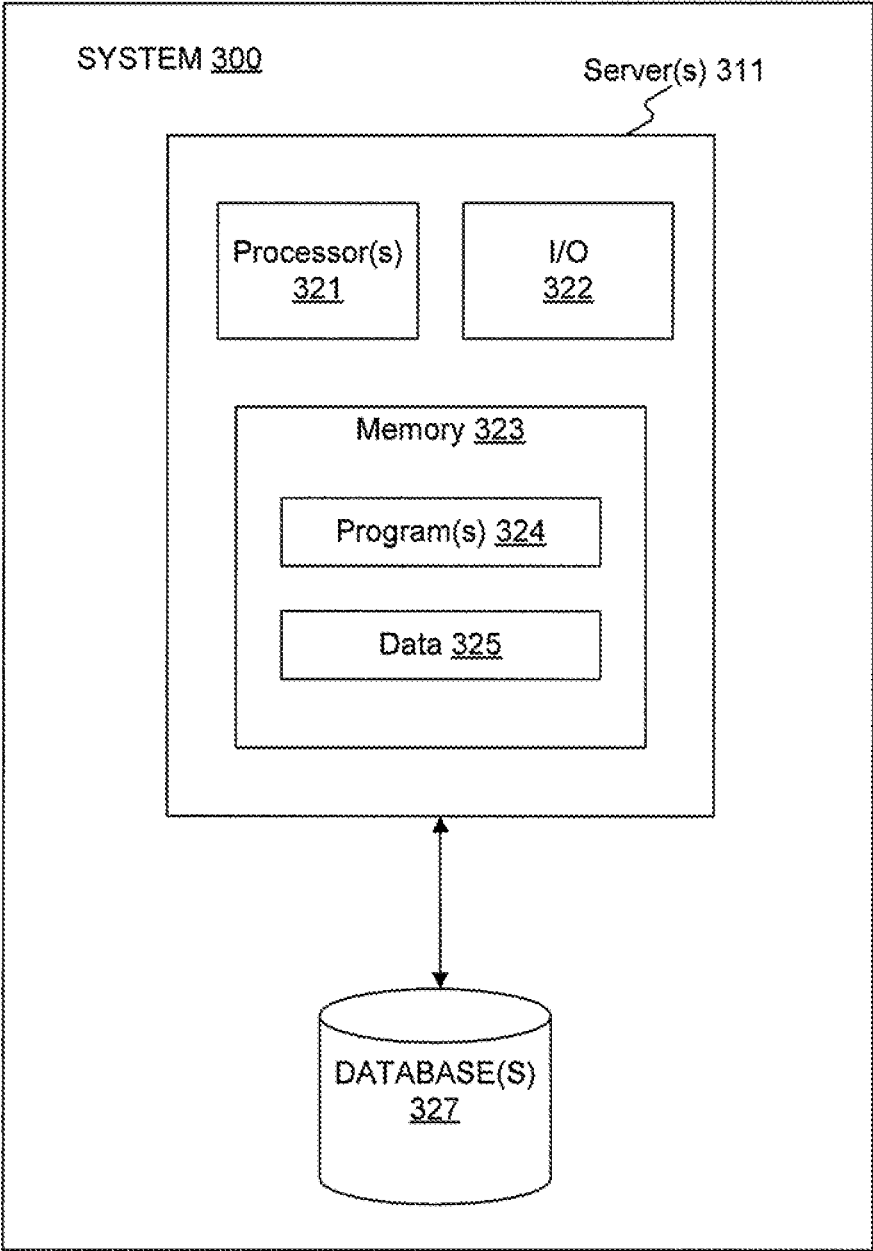 SYSTEM 300
Server(s) 311
Processor(s)
321
I/O
322
Memory 323
Program(s) 324
Data 325
DATABASE(S)
327